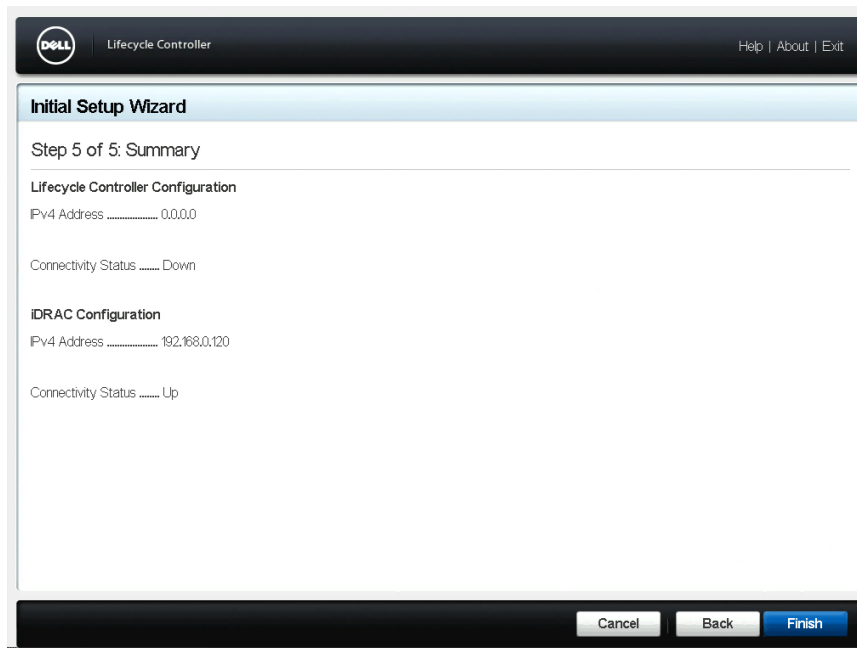 DELL
Lifecycle Controller
Help | About | Exit
Initial Setup Wizard
Step 5 of 5: Summary
Lifecycle Controller Configuration
IPv4 Address ................... 0.0.0.0
Connectivity Status ........ Down
iDRAC Configuration
IPv4 Address ................... 192.168.0.120
Connectivity Status ........ Up
Cancel
Back
Finish